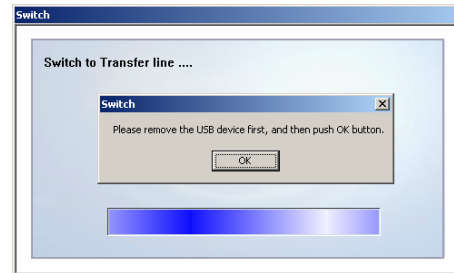 Switch
Switch to Transfer line ....
Switch
Please remove the USB device first, and then push OK button.
OK